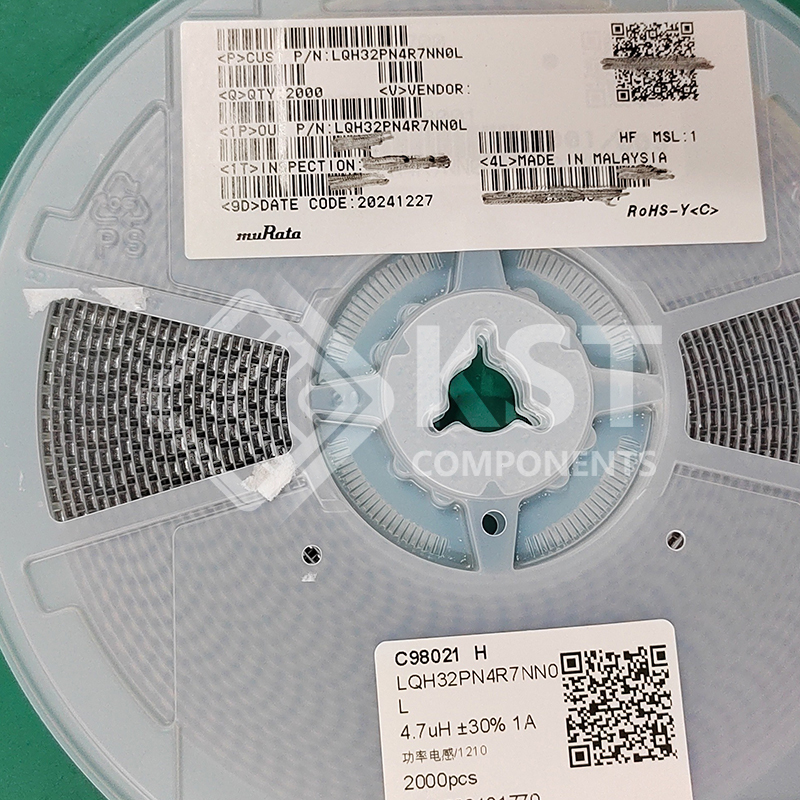 <P>CUST P/N:LQH32PN4R7NN0L
<Q>QTY:2000 <V>VENDOR:
<1P>OUR P/N:LQH32PN4R7NN0L
HF MSL:1
<1T>INSPECTION
<4L>MADE IN MALAYSIA
<9D>DATE CODE:20241227
RoHS-Y<C>
muRata
PS
KST
COMPONENTS
C98021 H
LQH32PN4R7NN0
L
4.7uH ±30% 1A
功率电感/1210
2000pcs